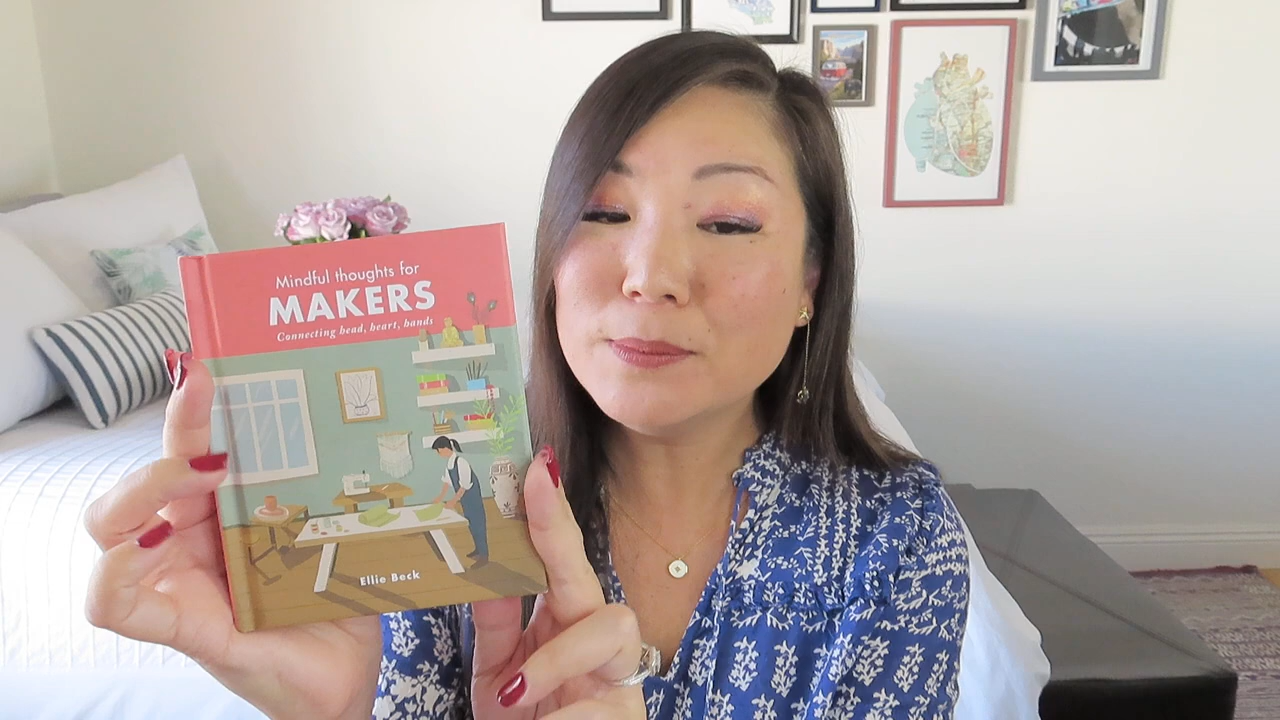 Mindful thoughts for
MAKERS
Connecting head, heart, hands
Ellie Beck